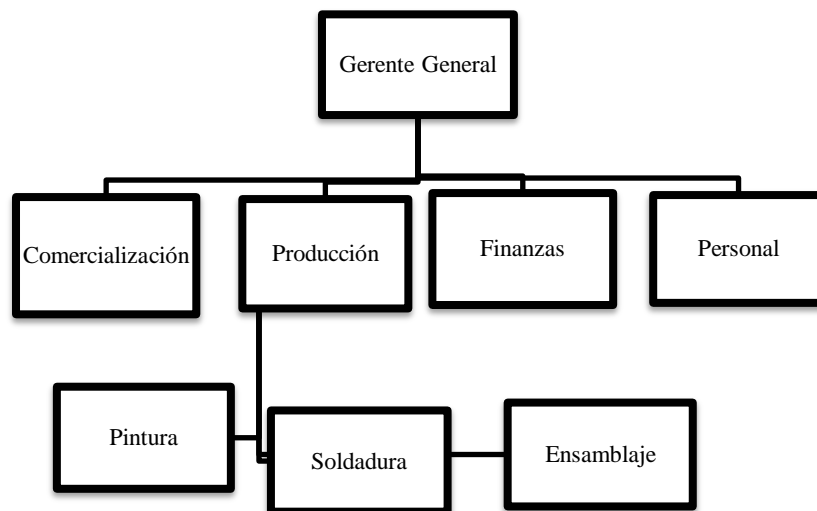 Gerente General
Comercialización
Producción
Finanzas
Personal
Pintura
Soldadura
Ensamblaje